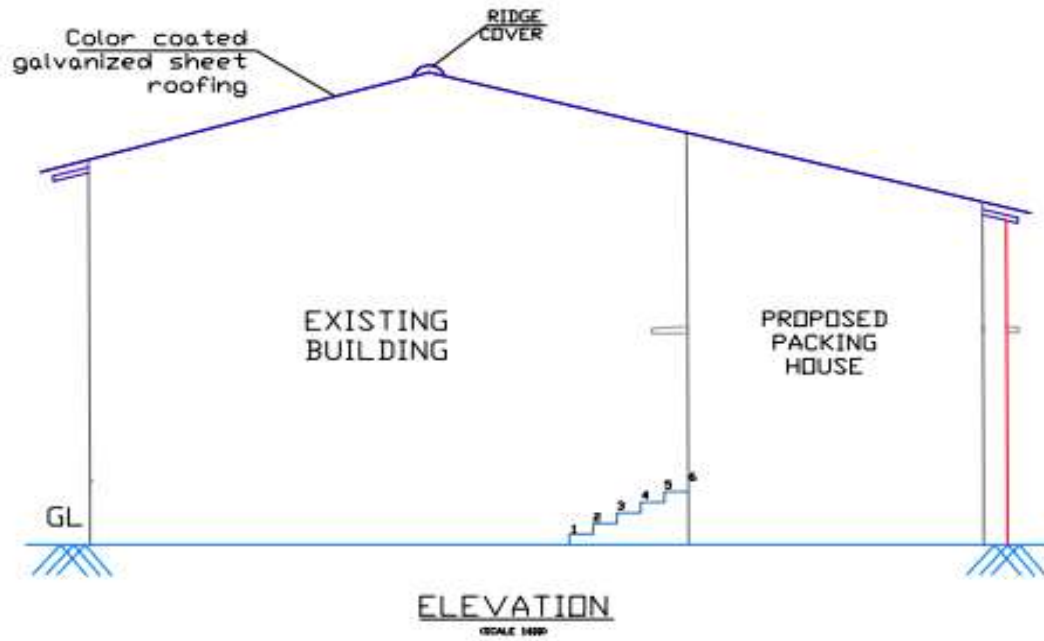 RIDGE
COVER
Color coated
galvanized sheet
roofing
EXISTING
BUILDING
PROPOSED
PACKING
HOUSE
1
2
3
4
5
6
GL
ELEVATION